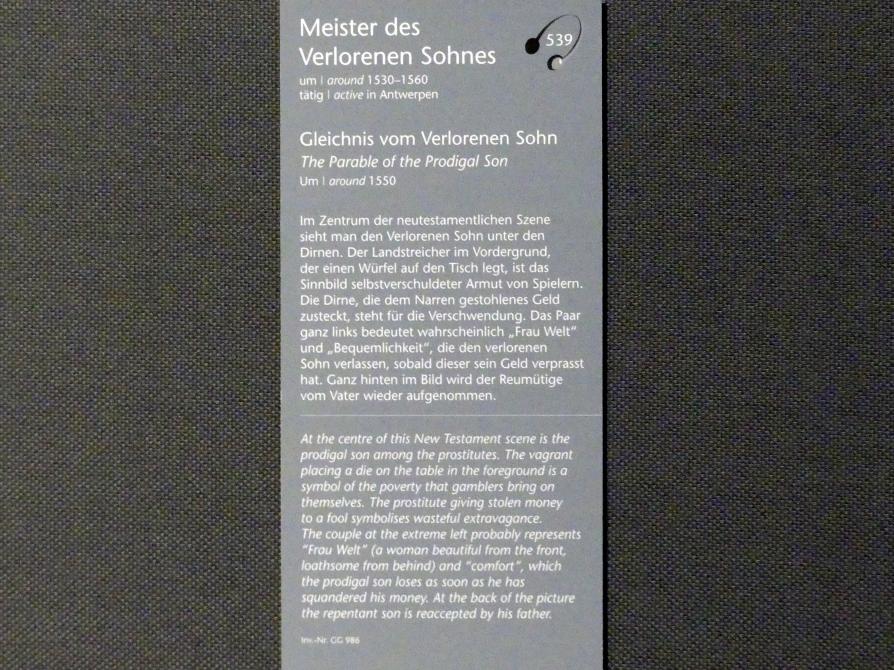 Meister des
Verlorenen Sohnes
539
um | around 1530–1560
tätig | active in Antwerpen
Gleichnis vom Verlorenen Sohn
The Parable of the Prodigal Son
Um | around 1550
Im Zentrum der neutestamentlichen Szene
sieht man den Verlorenen Sohn unter den
Dirnen. Der Landstreicher im Vordergrund,
der einen Würfel auf den Tisch legt, ist das
Sinnbild selbstverschuldeter Armut von Spielern.
Die Dirne, die dem Narren gestohlenes Geld
zusteckt, steht für die Verschwendung. Das Paar
ganz links bedeutet wahrscheinlich „Frau Welt“
und „Bequemlichkeit“, die den verlorenen
Sohn verlassen, sobald dieser sein Geld verprasst
hat. Ganz hinten im Bild wird der Reumütige
vom Vater wieder aufgenommen.
At the centre of this New Testament scene is the
prodigal son among the prostitutes. The vagrant
placing a die on the table in the foreground is a
symbol of the poverty that gamblers bring on
themselves. The prostitute giving stolen money
to a fool symbolises wasteful extravagance.
The couple at the extreme left probably represents
“Frau Welt” (a woman beautiful from the front,
loathsome from behind) and “comfort”, which
the prodigal son loses as soon as he has
squandered his money. At the back of the picture
the repentant son is reaccepted by his father.
Inv.-Nr. GG 986